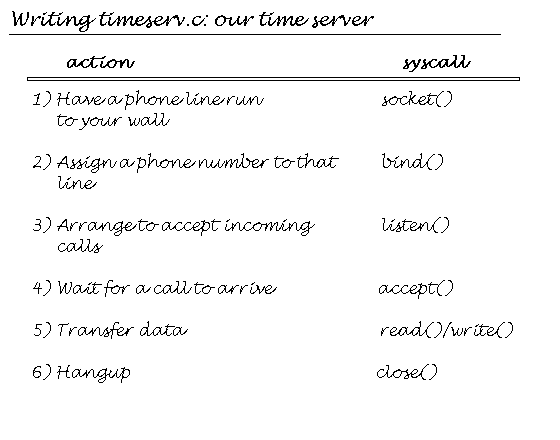 Writing timeserv.c: our time server
action syscall
1) Have a phone line run socket()
to your wall
2) Assign a phone number to that bind()
line
3) Arrange to accept incoming listen()
calls
4) Wait for a call to arrive accept()
5) Transfer data read()/write()
6) Hangup close()